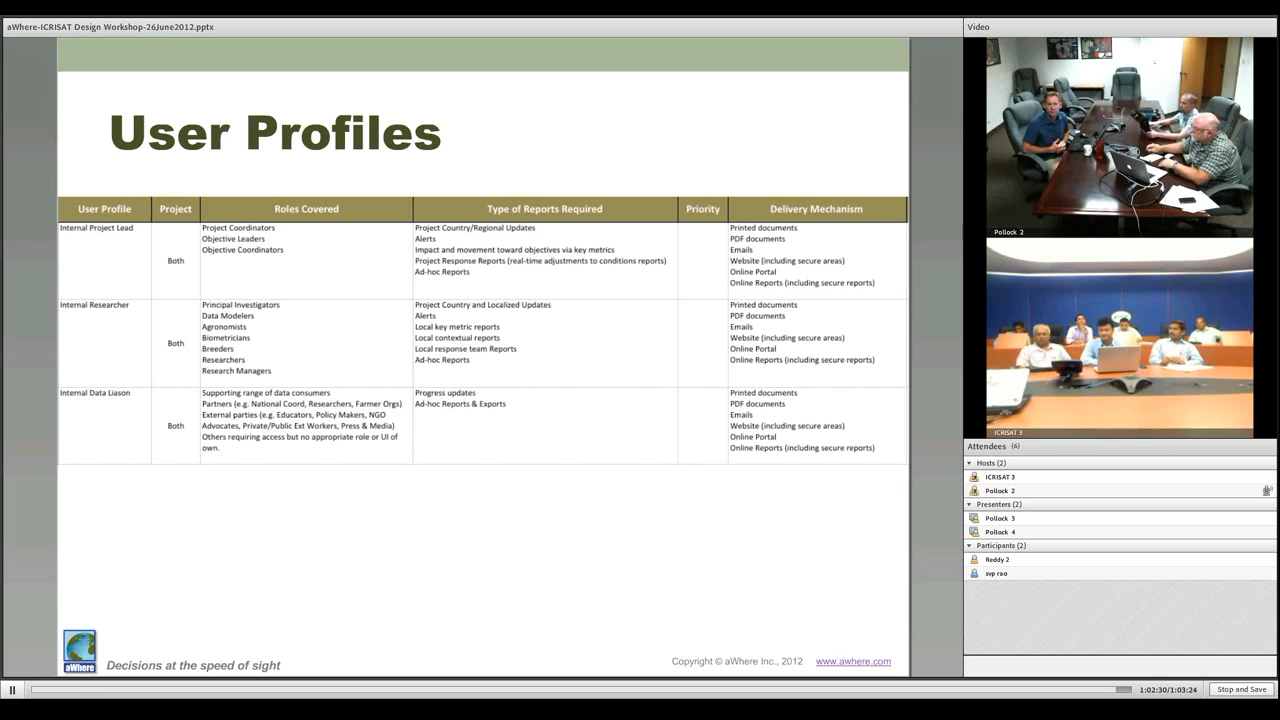 aWhere-ICRISAT Design Workshop-26June2012.pptx
User Profiles
User Profile Project Roles Covered Type of Reports Required Priority Delivery Mechanism
Internal Project Lead
Both
Project Coordinators
Objective Leaders
Objective Coordinators
Project Country/Regional Updates
Alerts
Impact and movement toward objectives via key metrics
Project Response Reports (real-time adjustments to conditions reports)
Ad-hoc Reports
Printed documents
PDF documents
Emails
Website (including secure areas)
Online Portal
Online Reports (including secure reports)
Internal Researcher
Both
Principal Investigators
Data Modelers
Agronomists
Biometricians
Breeders
Researchers
Research Managers
Project Country and Localized Updates
Alerts
Local key metric reports
Local contextual reports
Local response team Reports
Ad-hoc Reports
Printed documents
PDF documents
Emails
Website (including secure areas)
Online Portal
Online Reports (including secure reports)
Internal Data Liason
Both
Supporting range of data consumers
Partners (e.g. National Coord, Researchers, Farmer Orgs)
External parties (e.g. Educators, Policy Makers, NGO
Advocates, Private/Public Ext Workers, Press & Media)
Others requiring access but no appropriate role or UI of
own.
Progress updates
Ad-hoc Reports & Exports
Printed documents
PDF documents
Emails
Website (including secure areas)
Online Portal
Online Reports (including secure reports)
aWhere
Decisions at the speed of sight
Copyright © aWhere Inc., 2012 www.awhere.com
Video
Pollock 2
ICRISAT 3
Attendees (6)
Hosts (2)
ICRISAT 3
Pollock 2
Presenters (2)
Pollock 3
Pollock 4
Participants (2)
Reddy 2
svp rao
1:02:30/1:03:24
Stop and Save